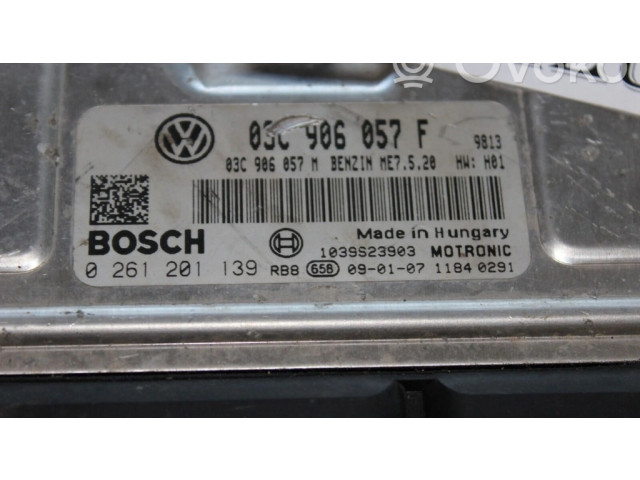 03C 906 057 F 9813
03C 906 057 M BENZIN ME7.5.20 HW: H01
BOSCH
Made in Hungary
1039S23903 MOTRONIC
0 261 201 139 RB8 658 09-01-07 1184 0291